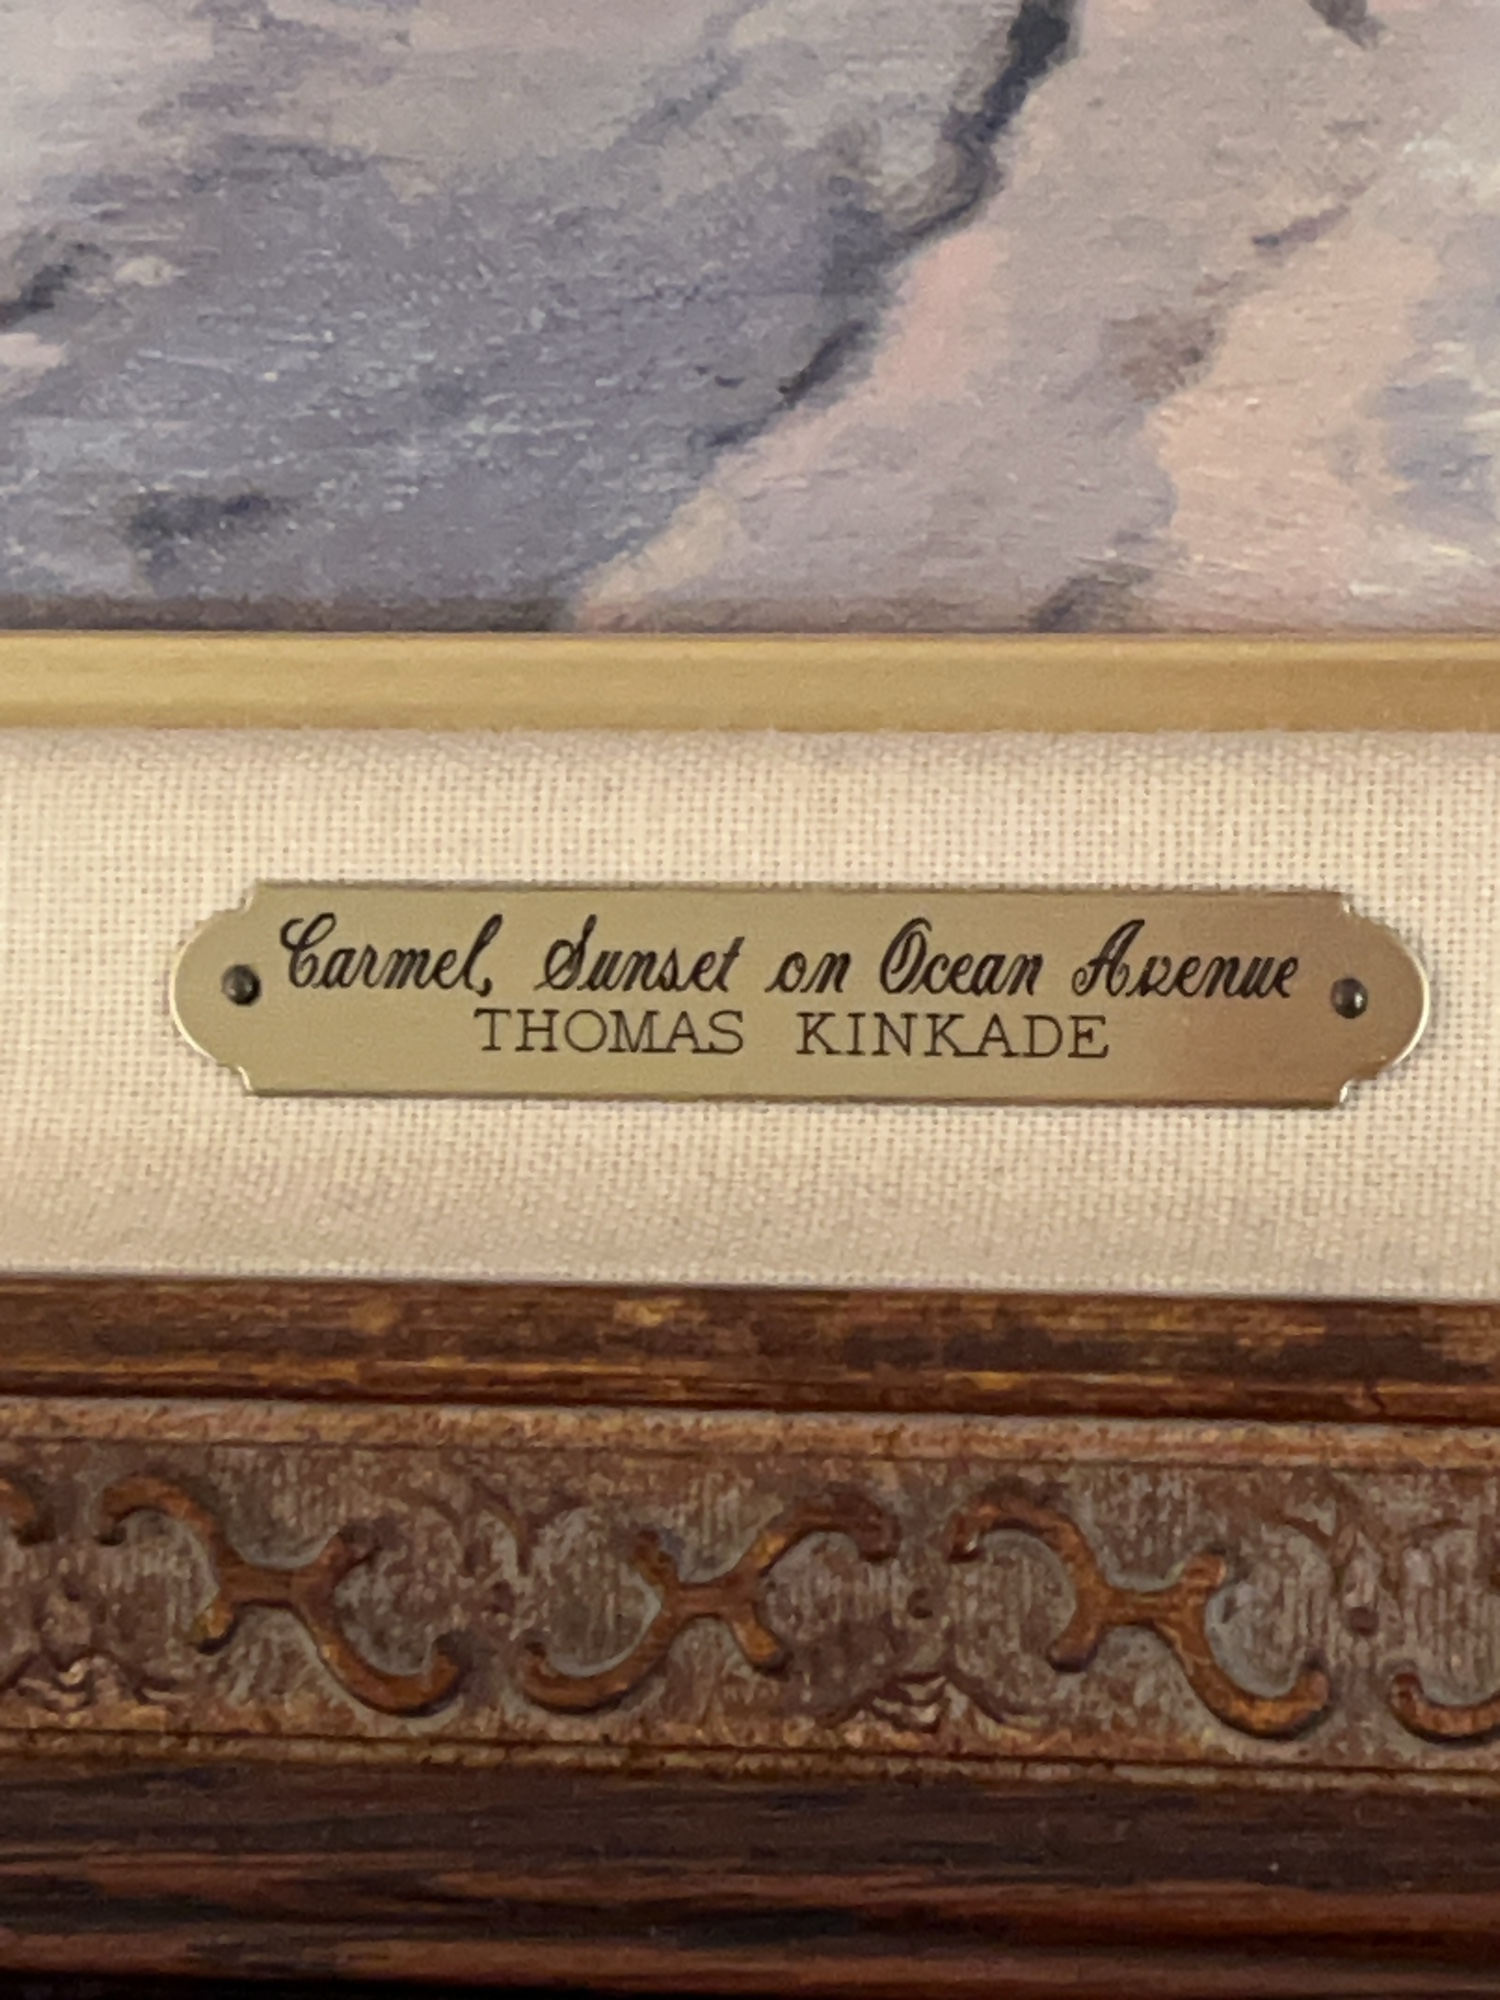 Carmel, Sunset on Ocean Avenue
THOMAS KINKADE